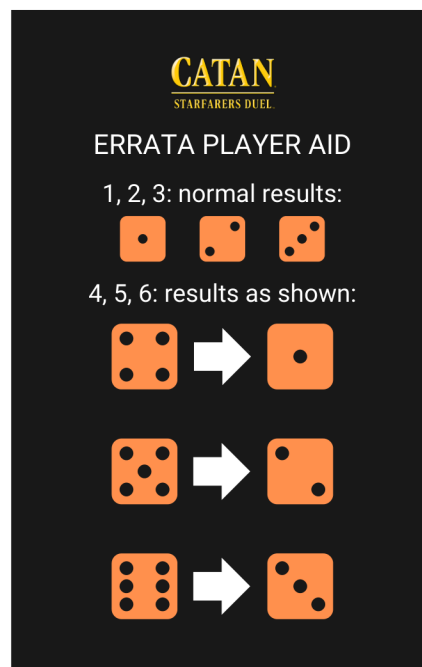 CATAN
STARFARERS DUEL
ERRATA PLAYER AID
1, 2, 3: normal results:
4, 5, 6: results as shown: